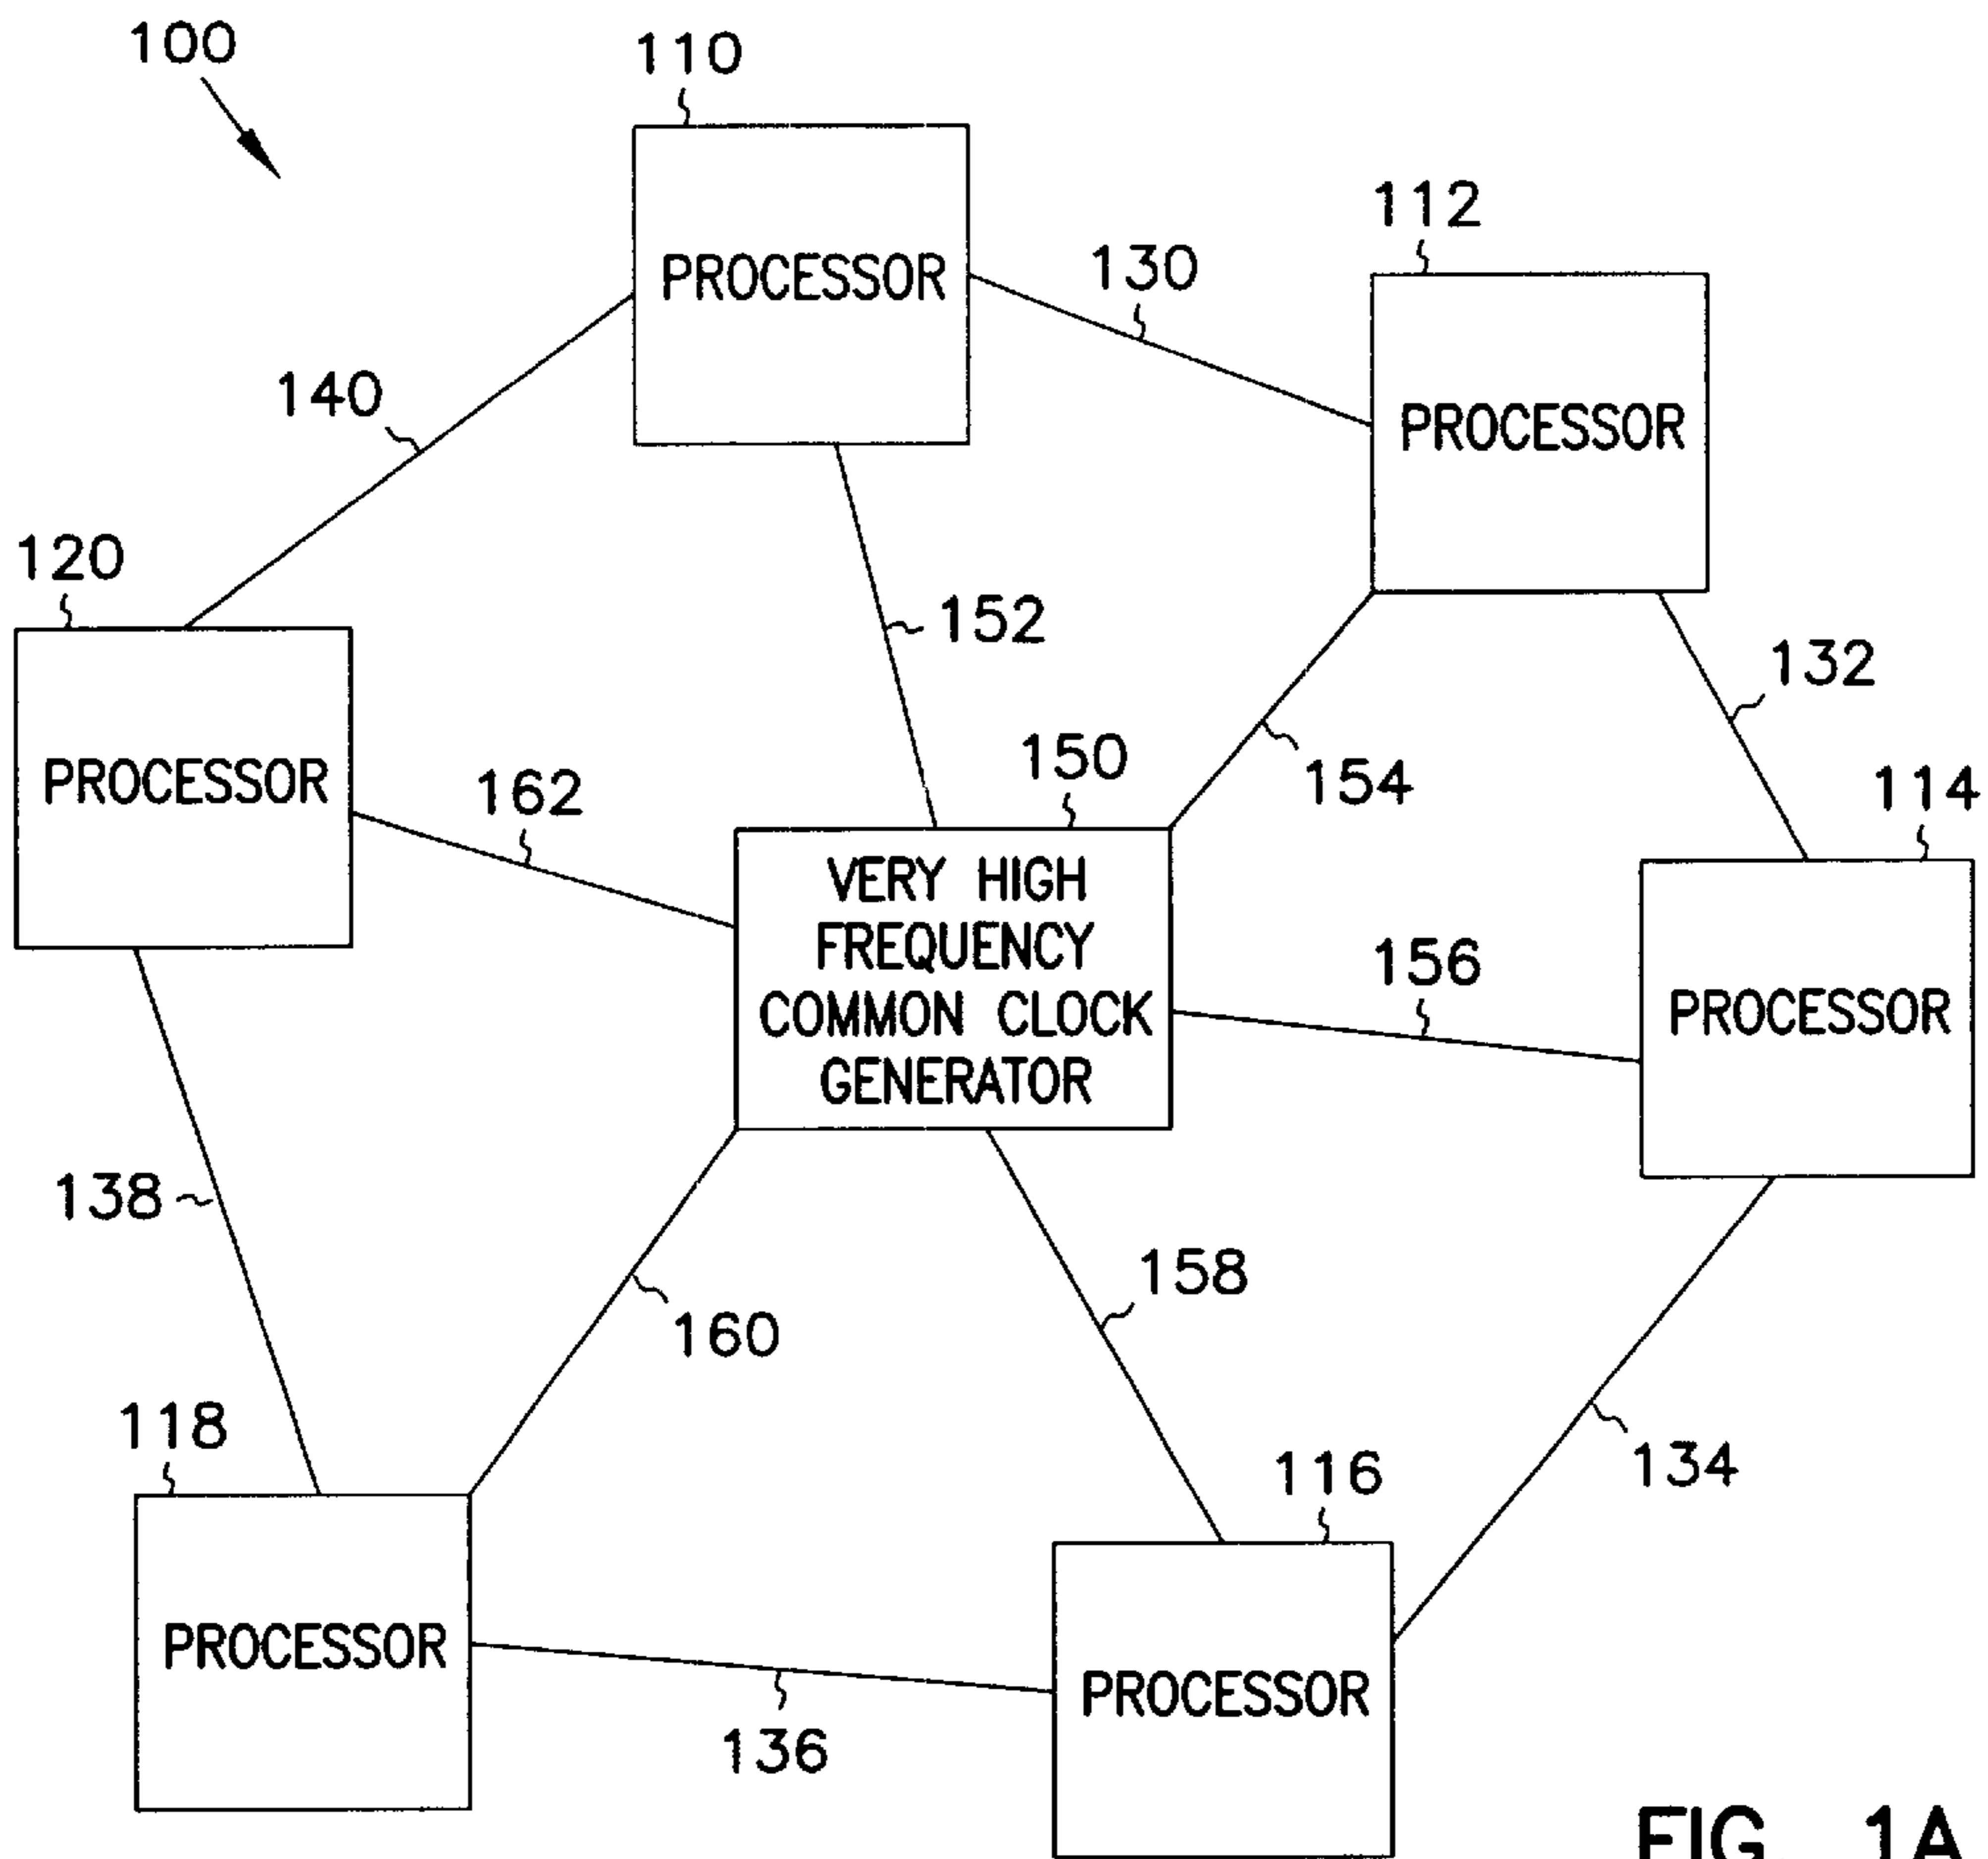 100
110
112
130
PROCESSOR
PROCESSOR
140
120
152
132
150
154
114
162
PROCESSOR
VERY HIGH
FREQUENCY
COMMON CLOCK
GENERATOR
156
PROCESSOR
138
158
160
118
116
134
PROCESSOR
PROCESSOR
136
FIG. 1A